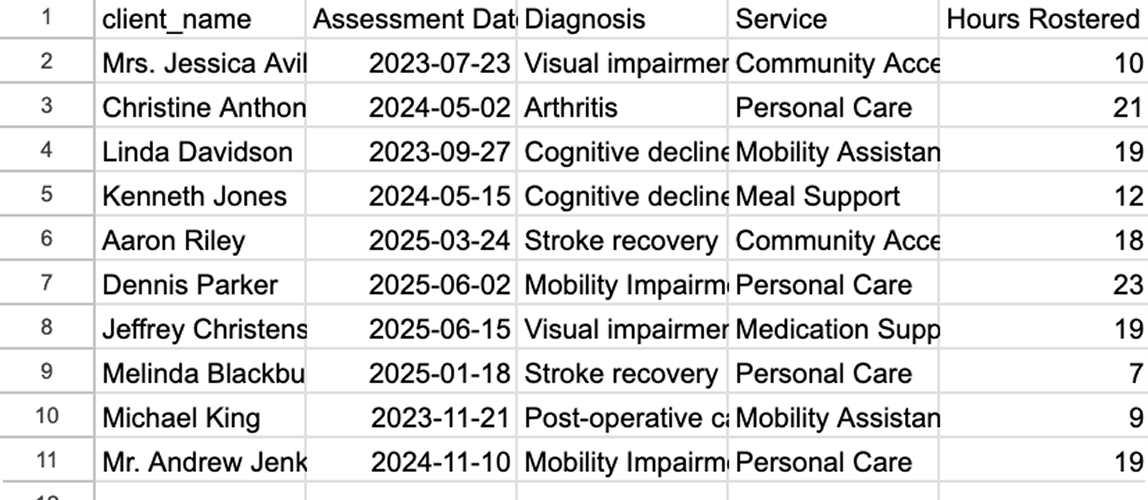 1 client_name Assessment Dat Diagnosis Service Hours Rostered
2 Mrs. Jessica Avil 2023-07-23 Visual impairmer Community Acce 10
3 Christine Anthon 2024-05-02 Arthritis Personal Care 21
4 Linda Davidson 2023-09-27 Cognitive decline Mobility Assistan 19
5 Kenneth Jones 2024-05-15 Cognitive decline Meal Support 12
6 Aaron Riley 2025-03-24 Stroke recovery Community Acce 18
7 Dennis Parker 2025-06-02 Mobility Impairm Personal Care 23
8 Jeffrey Christens 2025-06-15 Visual impairmer Medication Supp 19
9 Melinda Blackbu 2025-01-18 Stroke recovery Personal Care 7
10 Michael King 2023-11-21 Post-operative ca Mobility Assistan 9
11 Mr. Andrew Jenk 2024-11-10 Mobility Impairm Personal Care 19